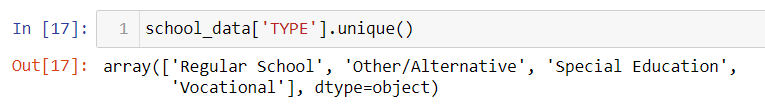 In [17]: 1 school_data['TYPE'].unique()
Out[17]: array(['Regular School', 'Other/Alternative', 'Special Education',
'Vocational'], dtype=object)